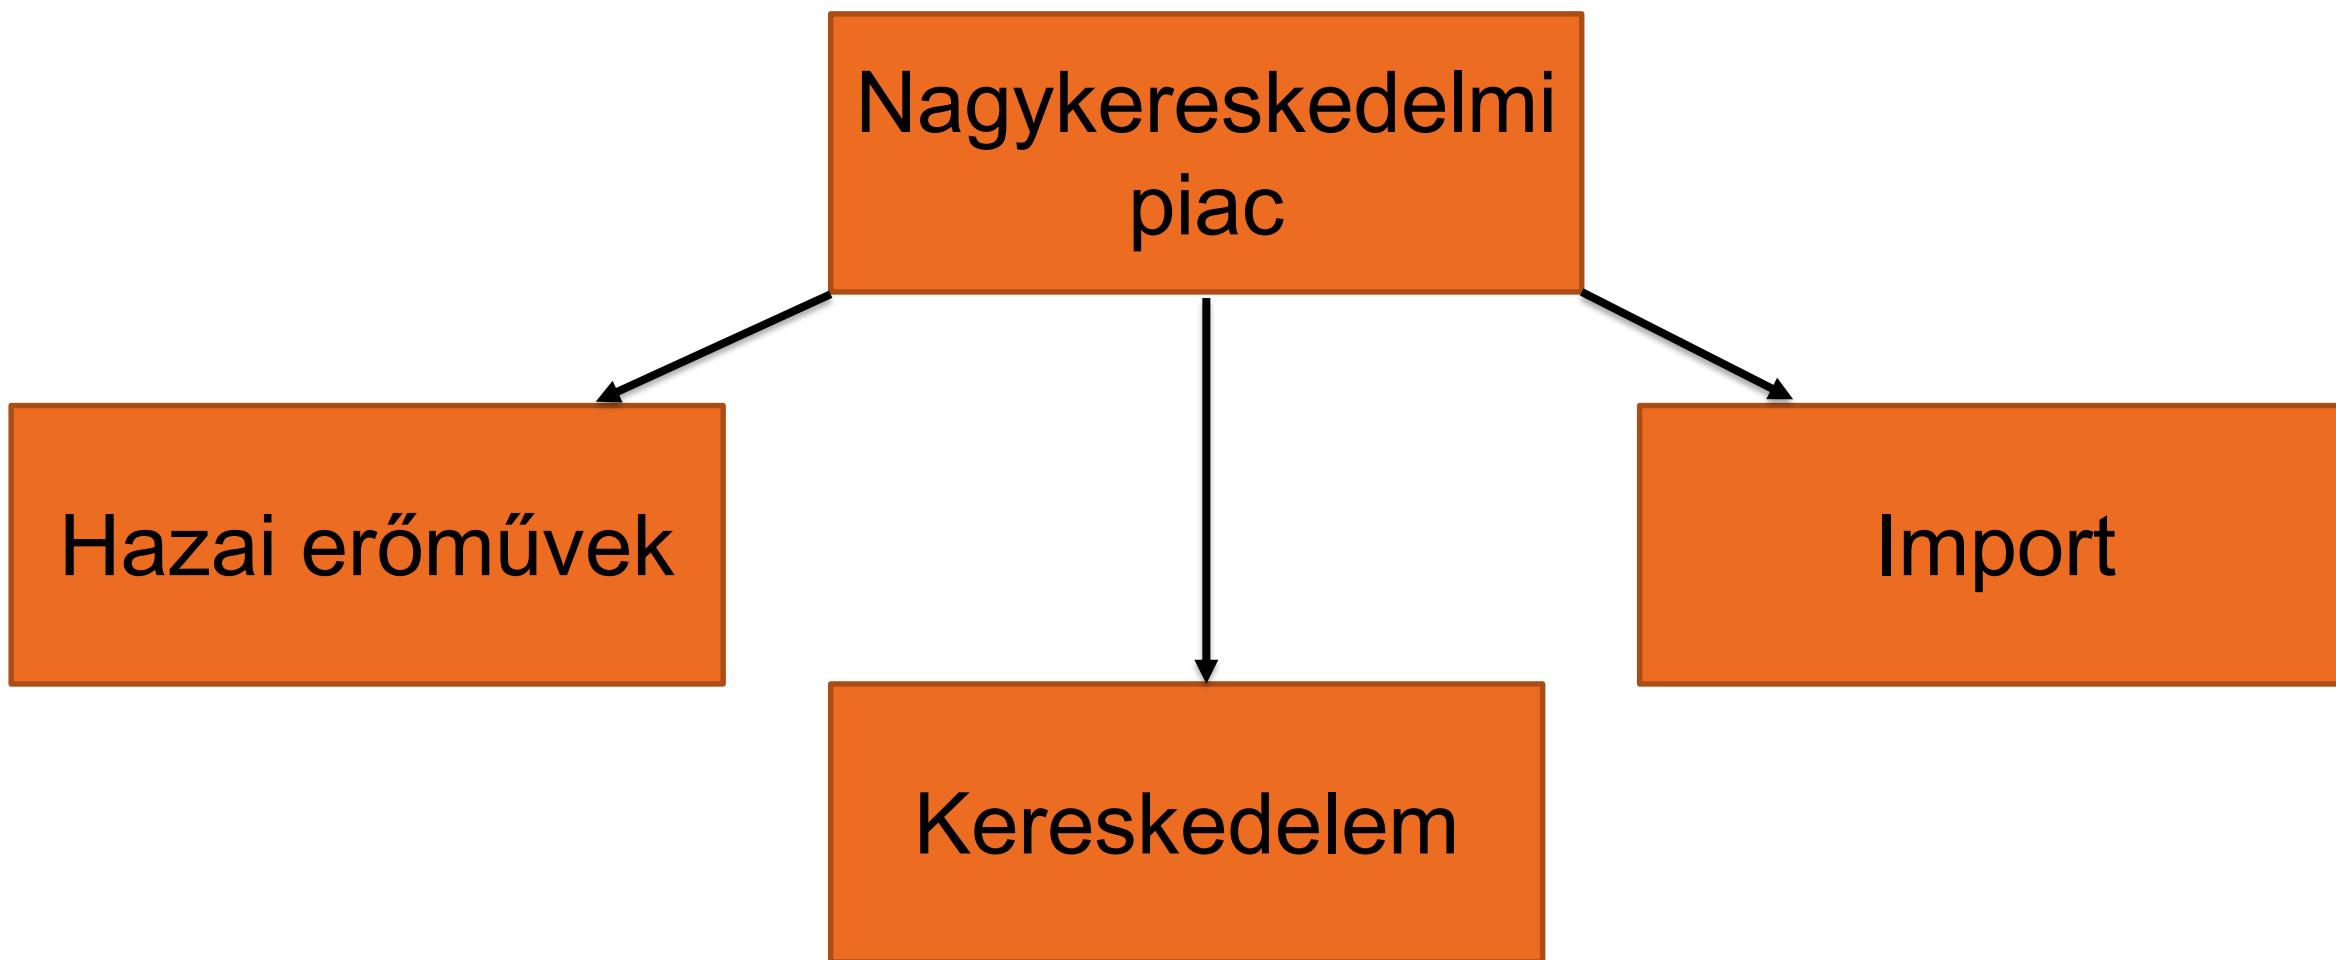 Nagykereskedelmi
piac
Hazai erőművek
Import
Kereskedelem